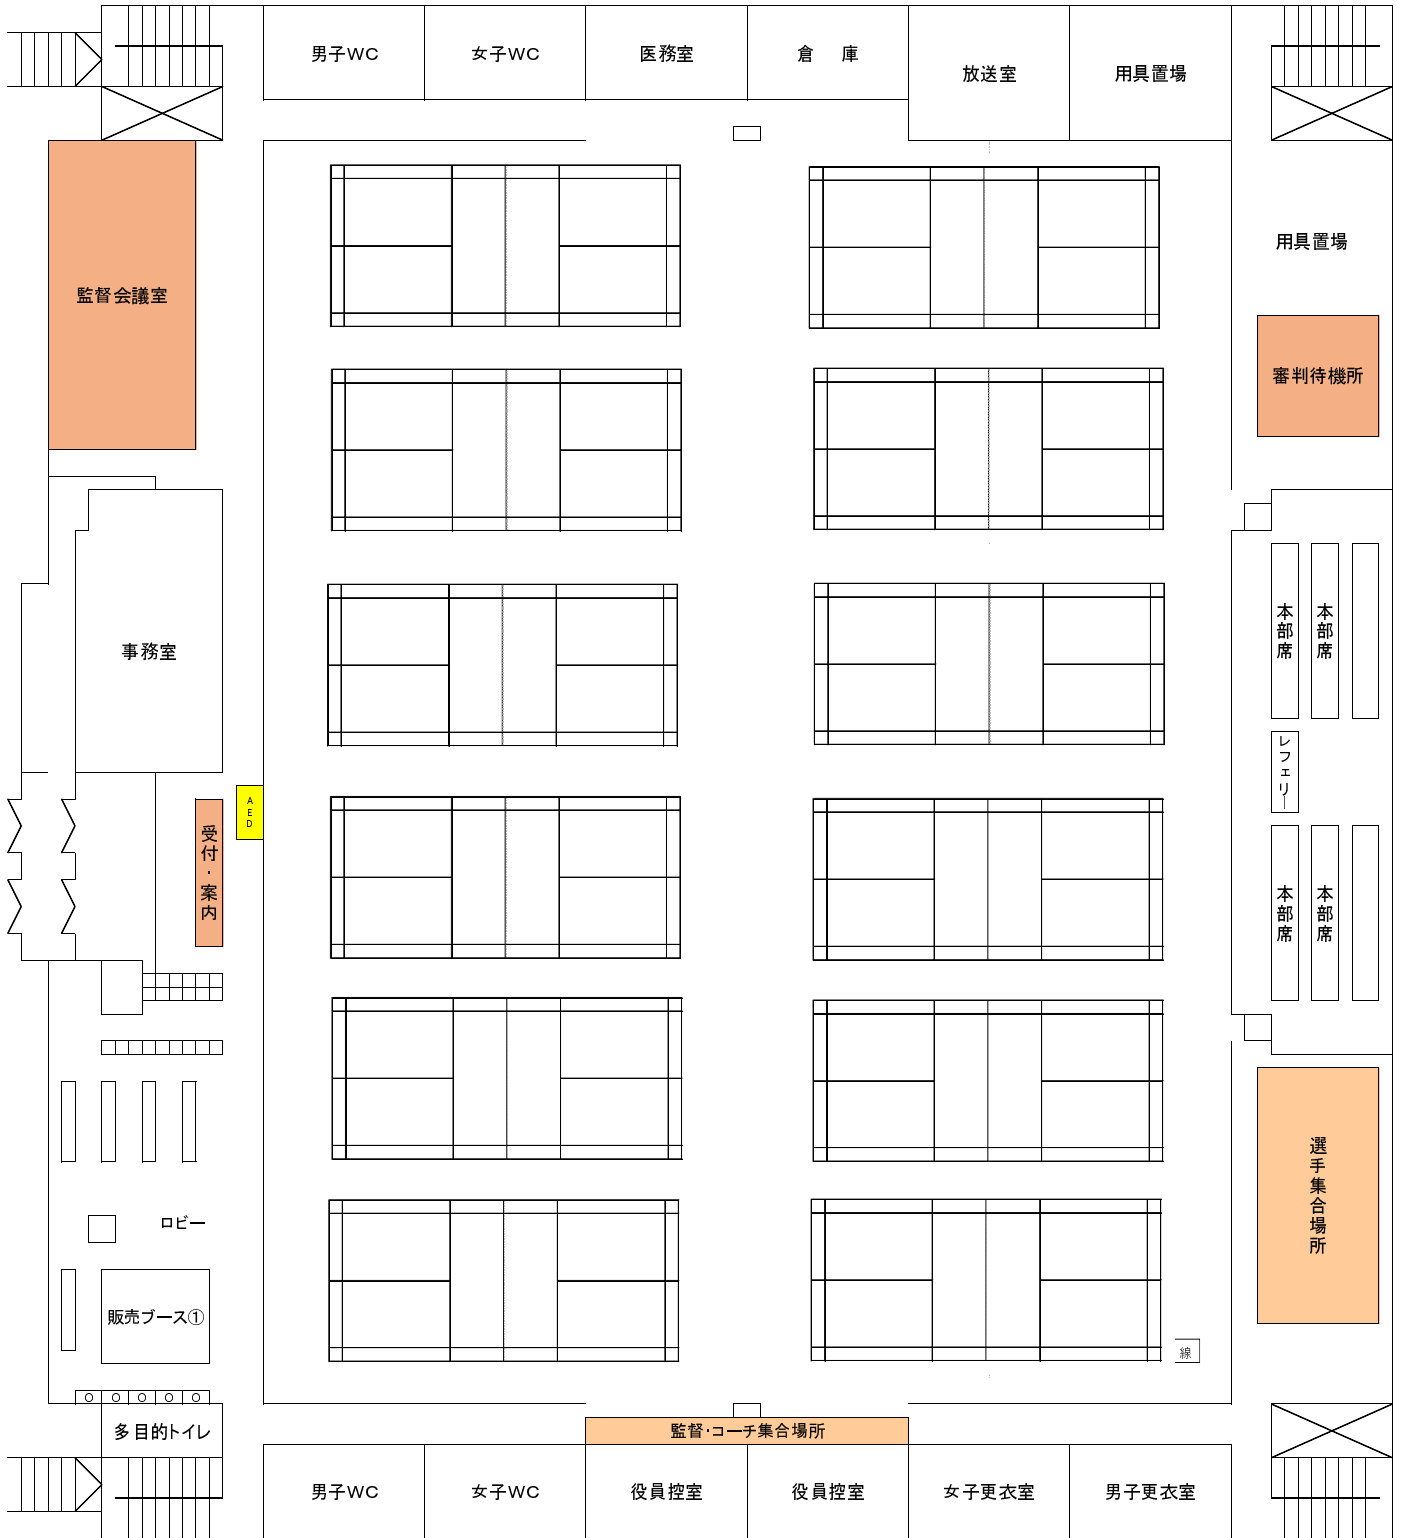 男子WC
女子WC
医務室
倉　庫
放送室
用具置場
用具置場
監督会議室
審判待機所
本部席
本部席
事務室
レフェリー
AED
受付・案内
本部席
本部席
選手集合場所
ロビー
販売ブース①
線
多目的トイレ
監督・コーチ集合場所
男子WC
女子WC
役員控室
役員控室
女子更衣室
男子更衣室